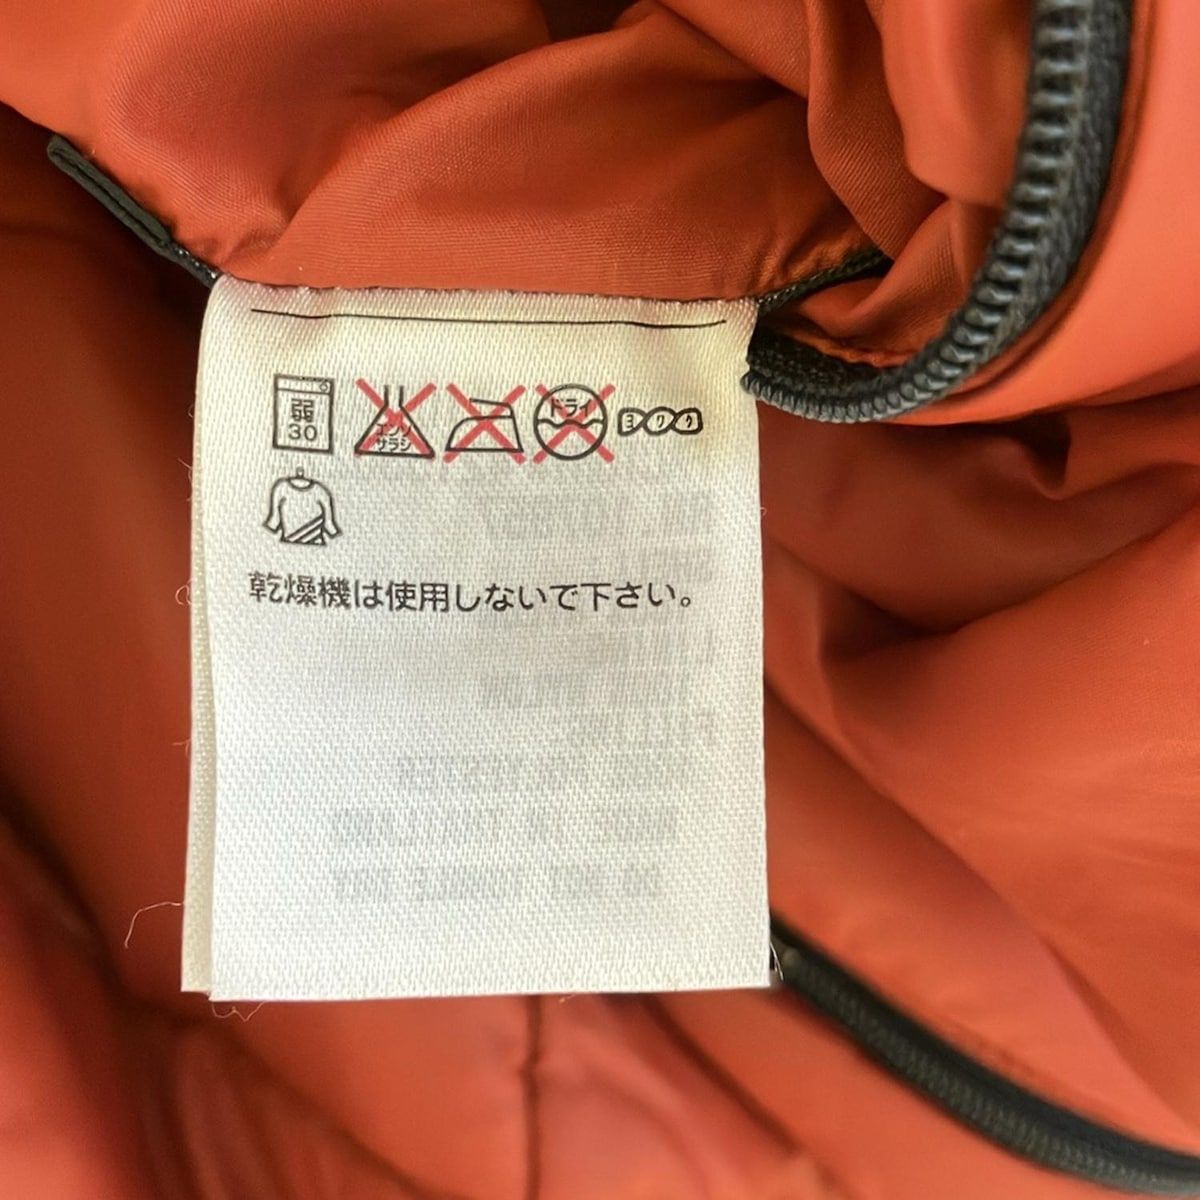 弱
30
エンソ
サラシ
ドライ
ヨワク
乾燥機は使用しないで下さい。